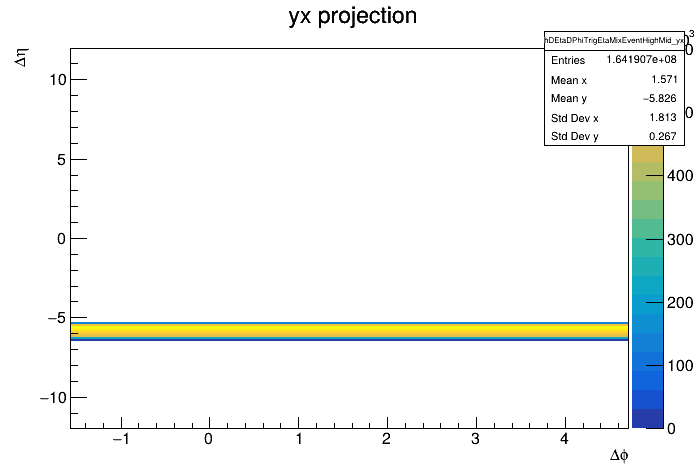 yx projection
hDEtaDPhiTrigEtaMixEventHighMid_yx
Entries 1.641907e+08
Mean x 1.571
Mean y −5.826
Std Dev x 1.813
Std Dev y 0.267
Δη
10
5
0
−5
−10
−1 0 1 2 3 4
Δϕ
400
300
200
100
0